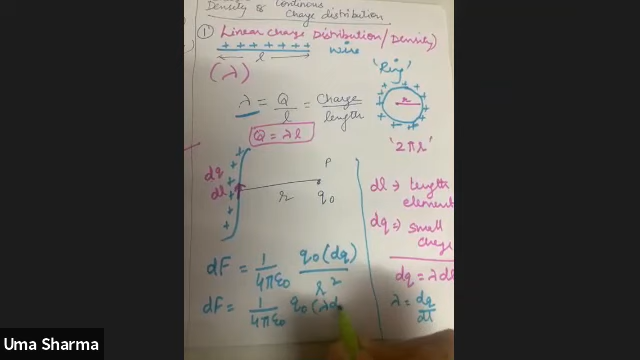 Density of Continuous
Charge distribution
① Linear Charge Distribution/Density)
+ + + + + + + wire
l
(λ)
'Ring'
λ = Q/l = Charge/length
r
Q = λl
'2πr'
dq
dl
P
r
q₀
dl → length element
dq ⇒ small charge
dq = λdl
λ = dq/dl
dF = 1/4πε₀ q₀(dq)/r²
dF = 1/4πε₀ q₀(λd
Uma Sharma